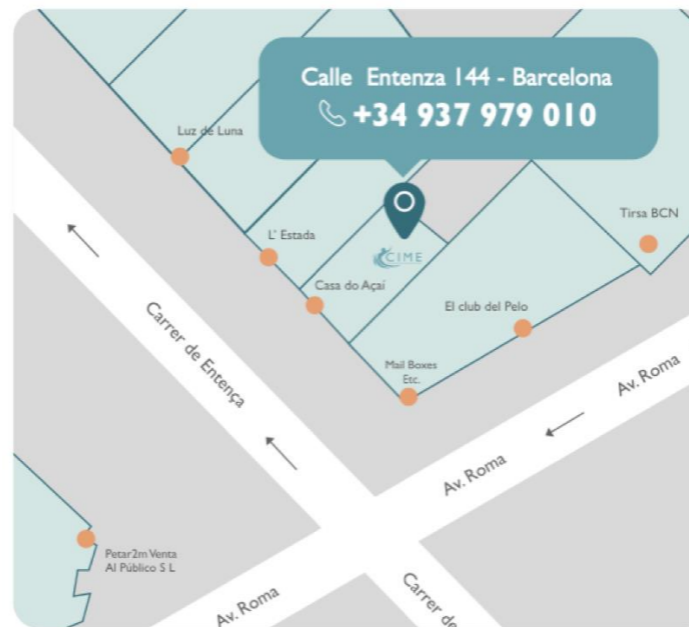 Calle Entenza 144 - Barcelona
+34 937 979 010
Luz de Luna
L' Estada
Tirsa BCN
CIME
Casa do Açaí
El club del Pelo
Carrer de Entença
Mail Boxes
Etc.
Av. Roma
Av. Roma
Petar2m Venta
Al Público S L
Av. Roma
Carrer de